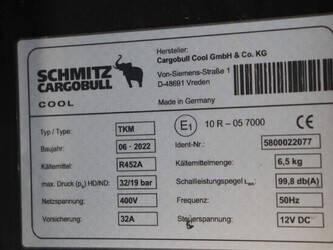 Hersteller:
Cargobull Cool GmbH & Co. KG
Von-Siemens-Straße 1
D-48691 Vreden
Made in Germany
SCHMITZ
CARGOBULL
COOL
Typ / Type: TKM
Baujahr: 06 - 2022
Kältemittel: R452A
max. Druck (pₛ) HD/ND: 32/19 bar
Netzspannung: 400V
Vorsicherung: 32A
E1 10 R - 05 7000
Ident-Nr.: 5800022077
Kältemittelmenge: 6,5 kg
Schallleistungspegel Lwa: 99,8 db(A)
Frequenz: 50Hz
Steuerspannung: 12V DC